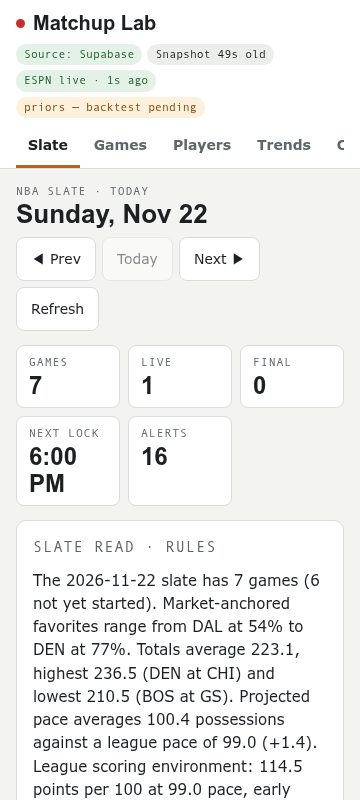 Matchup Lab
Source: Supabase
Snapshot 49s old
ESPN live · 1s ago
priors — backtest pending
Slate Games Players Trends
NBA SLATE · TODAY
Sunday, Nov 22
◀ Prev
Today
Next ▶
Refresh
GAMES
7
LIVE
1
FINAL
0
NEXT LOCK
6:00
PM
ALERTS
16
SLATE READ · RULES
The 2026-11-22 slate has 7 games (6
not yet started). Market-anchored
favorites range from DAL at 54% to
DEN at 77%. Totals average 223.1,
highest 236.5 (DEN at CHI) and
lowest 210.5 (BOS at GS). Projected
pace averages 100.4 possessions
against a league pace of 99.0 (+1.4).
League scoring environment: 114.5
points per 100 at 99.0 pace, early